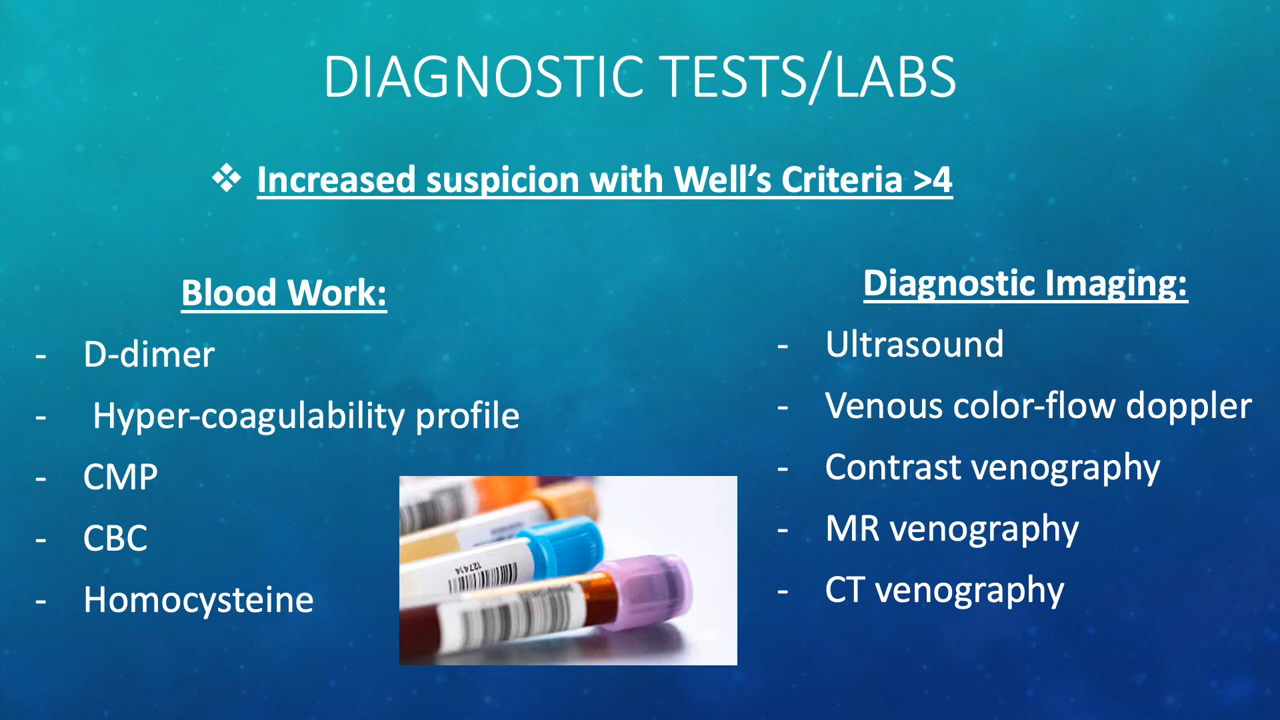 DIAGNOSTIC TESTS/LABS
❖ Increased suspicion with Well’s Criteria >4
Blood Work:
- D-dimer
- Hyper-coagulability profile
- CMP
- CBC
- Homocysteine
127414
Diagnostic Imaging:
- Ultrasound
- Venous color-flow doppler
- Contrast venography
- MR venography
- CT venography